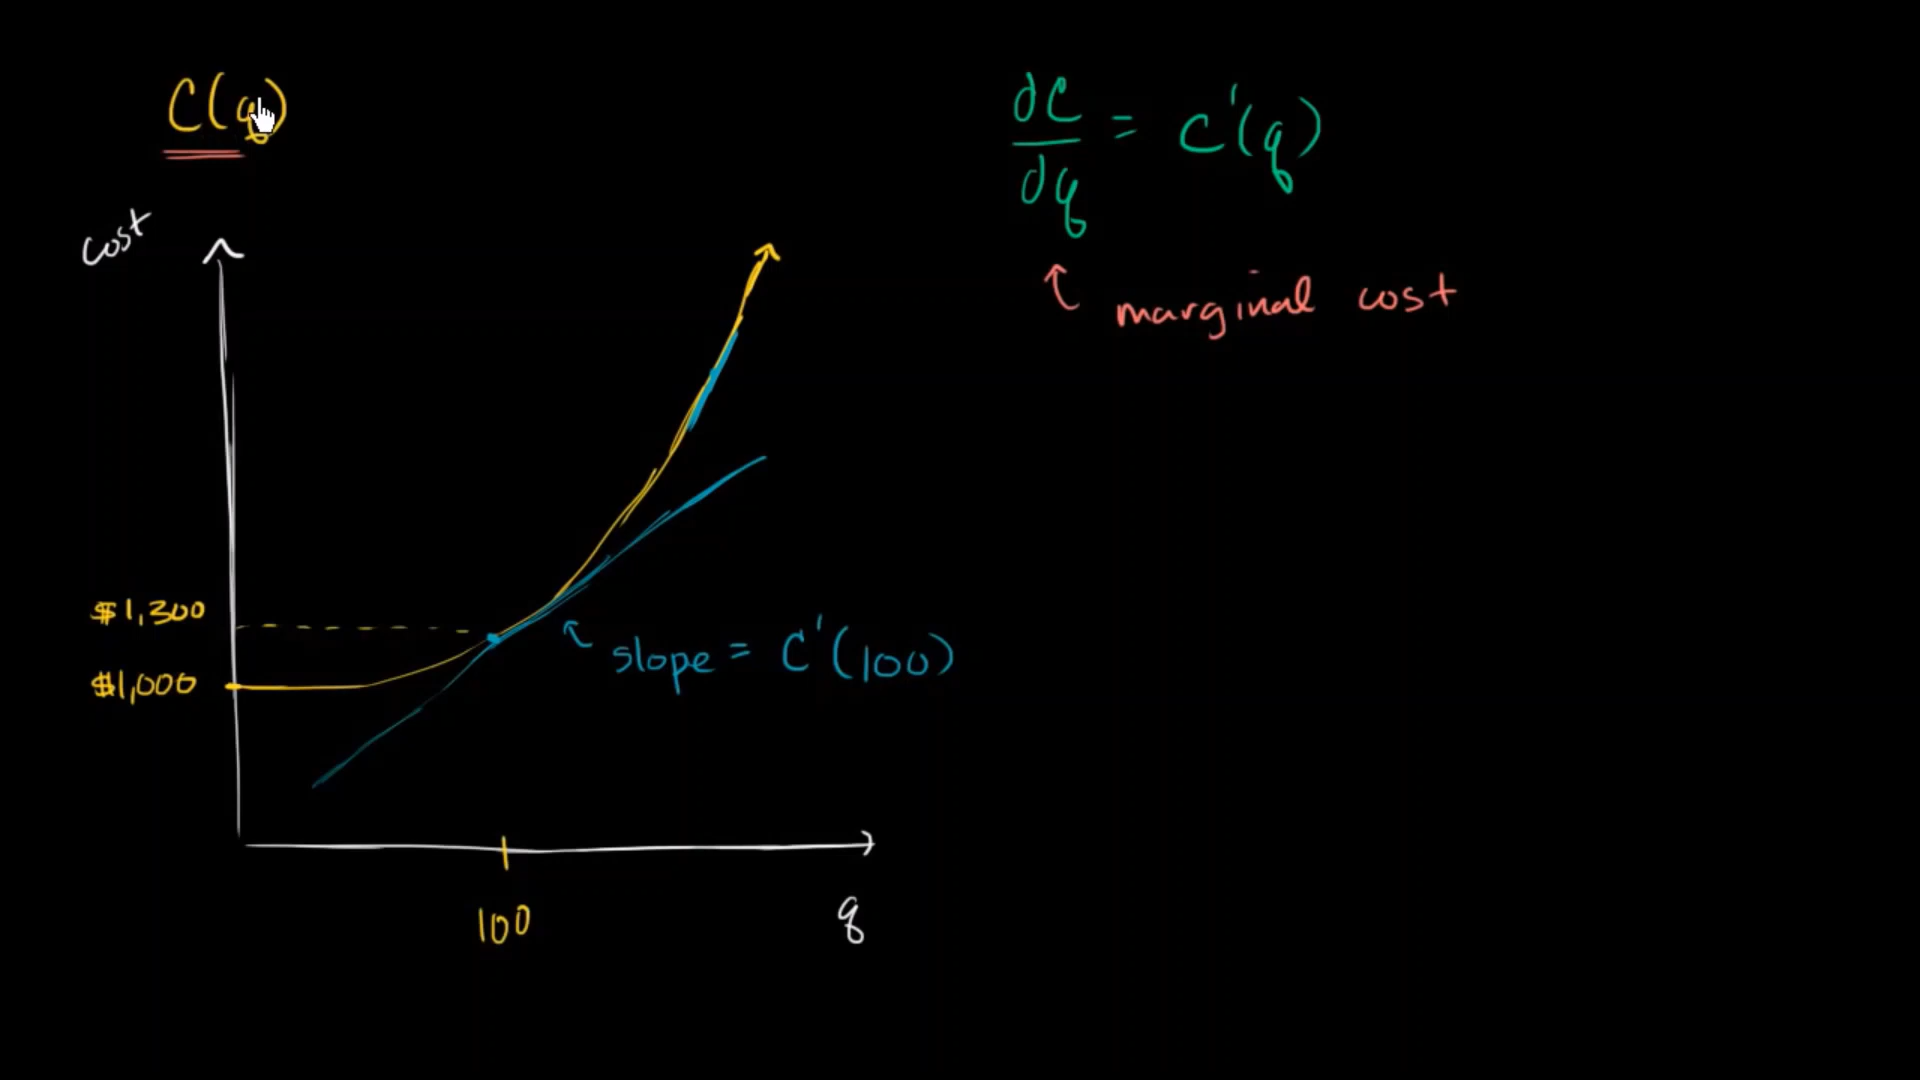 C(q)
dC/dq = C'(q)
marginal cost
cost
$1,300
$1,000
slope = C'(100)
100
q